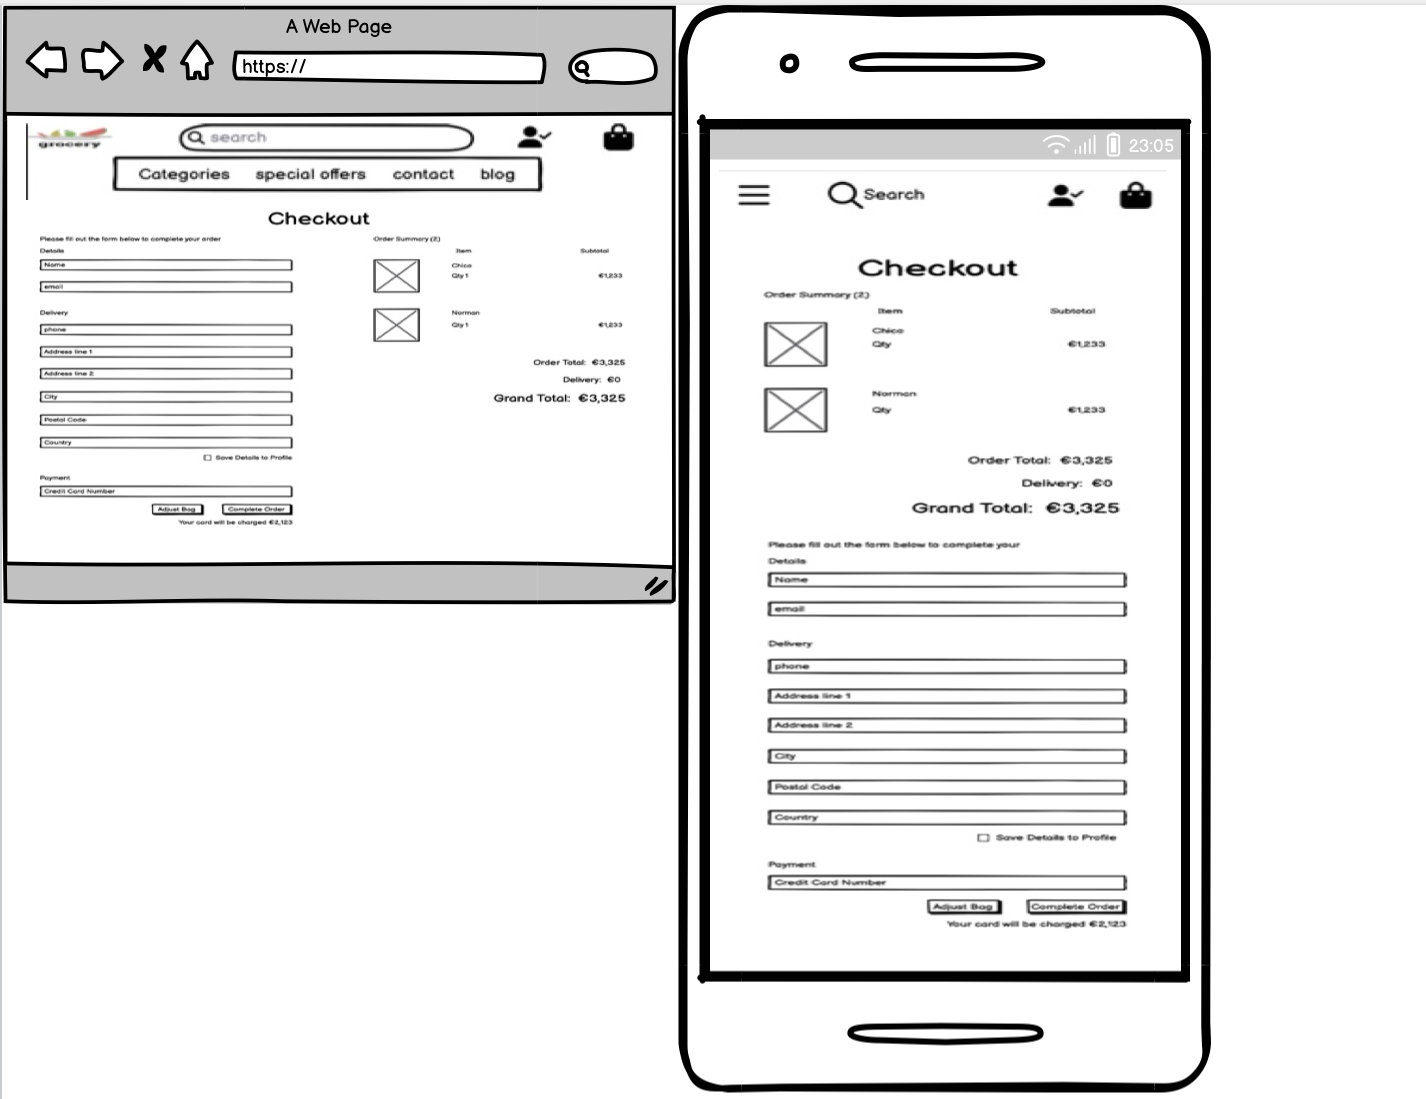 A Web Page
https://
grocery
search
Categories special offers contact blog
Checkout
Please fill out the form below to complete your order
Details
Name
email
Delivery
phone
Address line 1
Address line 2
City
Postal Code
Country
Save Details to Profile
Payment
Credit Card Number
Adjust Bag Complete Order
Your card will be charged €2,123
Order Summary (2)
Item Subtotal
Chico
Qty 1 €1,233
Norman
Qty 1 €1,233
Order Total: €3,325
Delivery: €0
Grand Total: €3,325
23:05
Search
Checkout
Order Summary (2)
Item Subtotal
Chico
Qty €1,233
Norman
Qty €1,233
Order Total: €3,325
Delivery: €0
Grand Total: €3,325
Please fill out the form below to complete your
Details
Name
email
Delivery
phone
Address line 1
Address line 2
City
Postal Code
Country
Save Details to Profile
Payment
Credit Card Number
Adjust Bag Complete Order
Your card will be charged €2,123